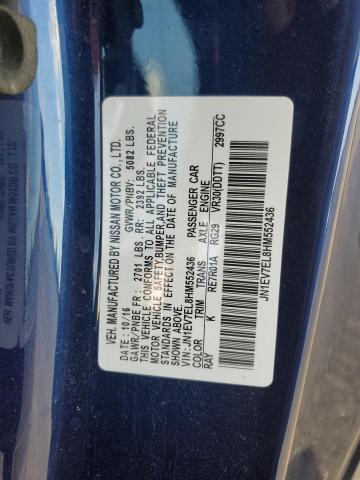 VEH. MANUFACTURED BY NISSAN MOTOR CO., LTD.
DATE: 10/16 GVWR/PNBV: 5082 LBS.
GAWR/PNBE FR: 2701 LBS. RR: 2392 LBS.
THIS VEHICLE CONFORMS TO ALL APPLICABLE FEDERAL
MOTOR VEHICLE SAFETY,BUMPER,AND THEFT PREVENTION
STANDARDS IN EFFECT ON THE DATE OF MANUFACTURE
SHOWN ABOVE.
VIN: JN1EV7EL8HM552436 PASSENGER CAR
COLOR TRIM TRANS AXLE ENGINE
RAY K RE7R01A RG29 VR30(DDTT) 2997CC
JN1EV7EL8HM552436